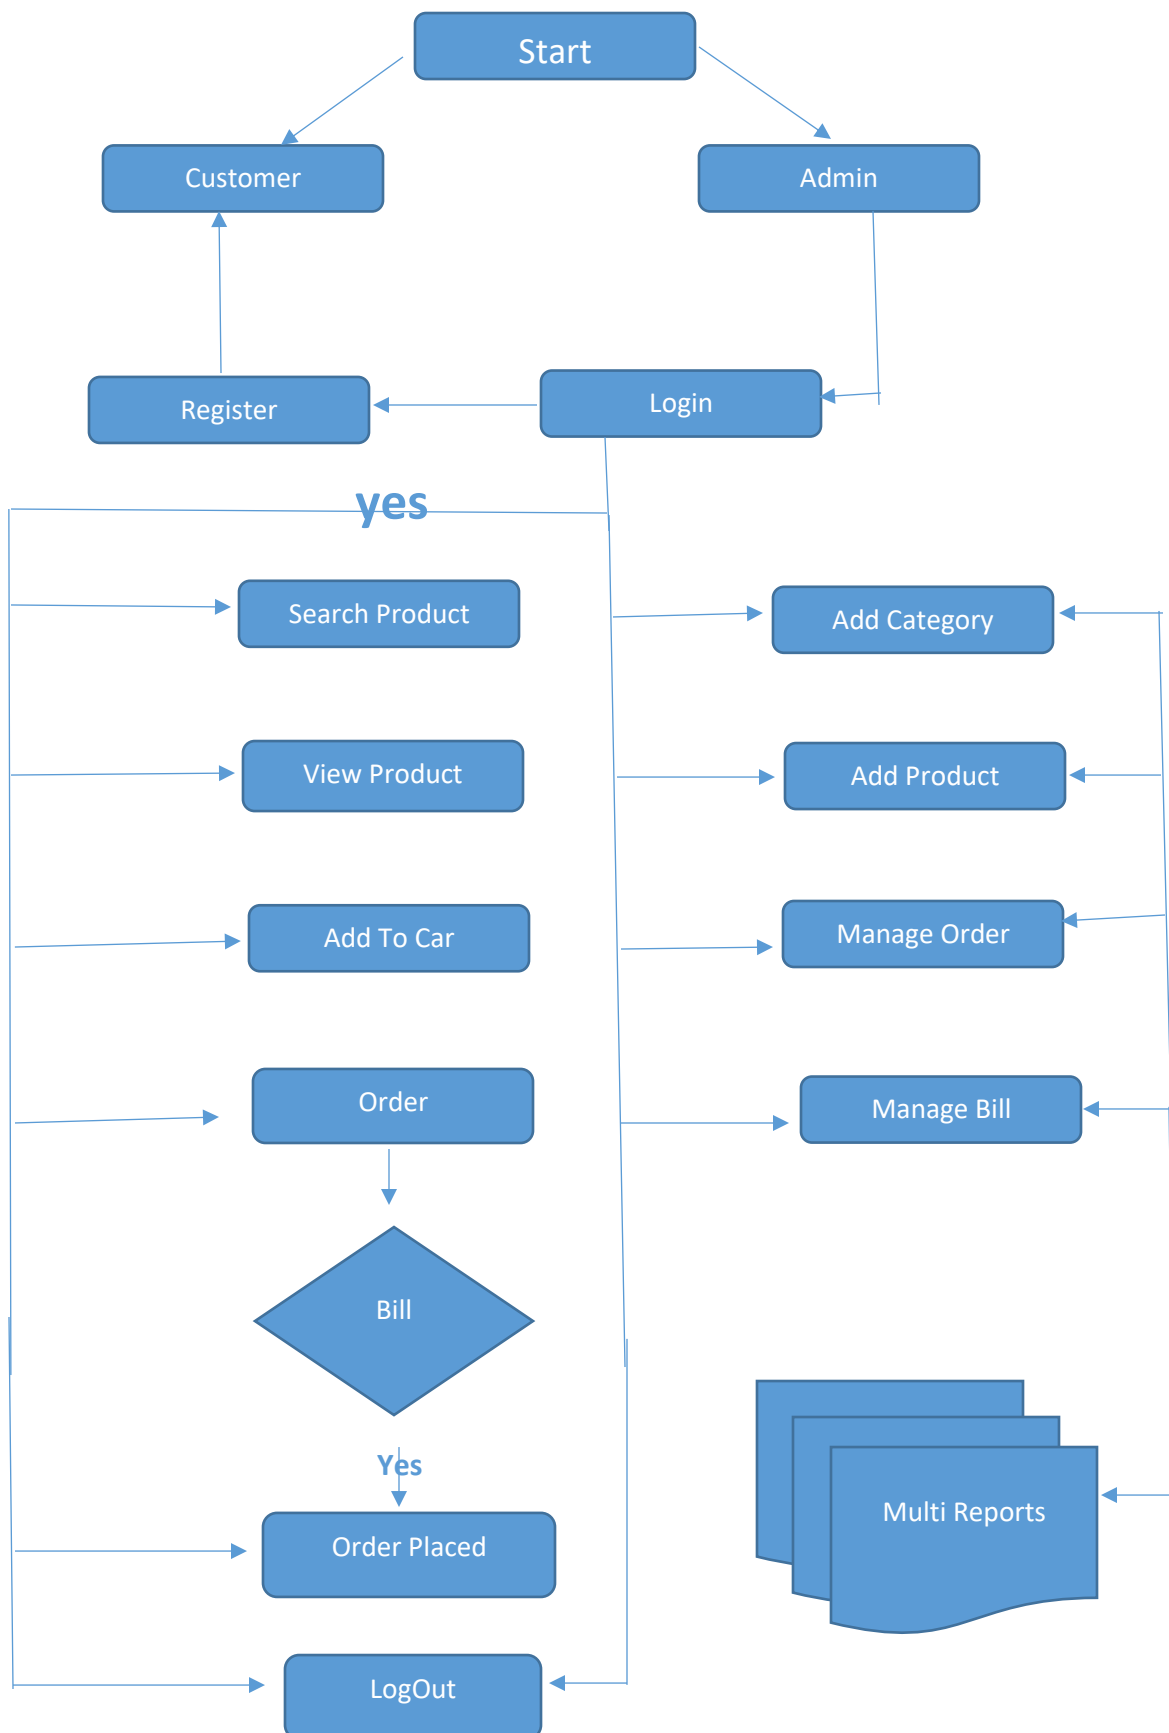 Start
Customer
Admin
Register
Login
yes
Search Product
Add Category
View Product
Add Product
Add To Car
Manage Order
Order
Manage Bill
Bill
Yes
Multi Reports
Order Placed
LogOut